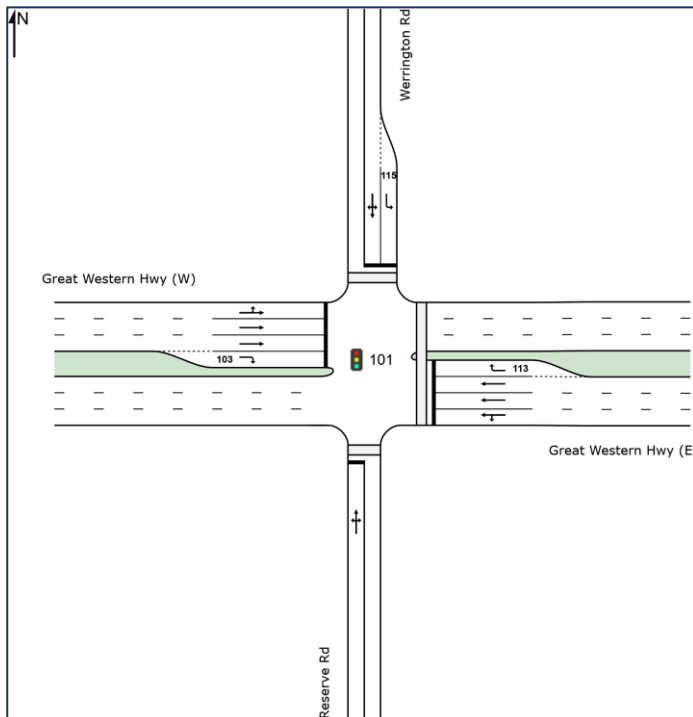 N
Werrington Rd
115
Great Western Hwy (W)
103
101
113
Great Western Hwy (E
Reserve Rd